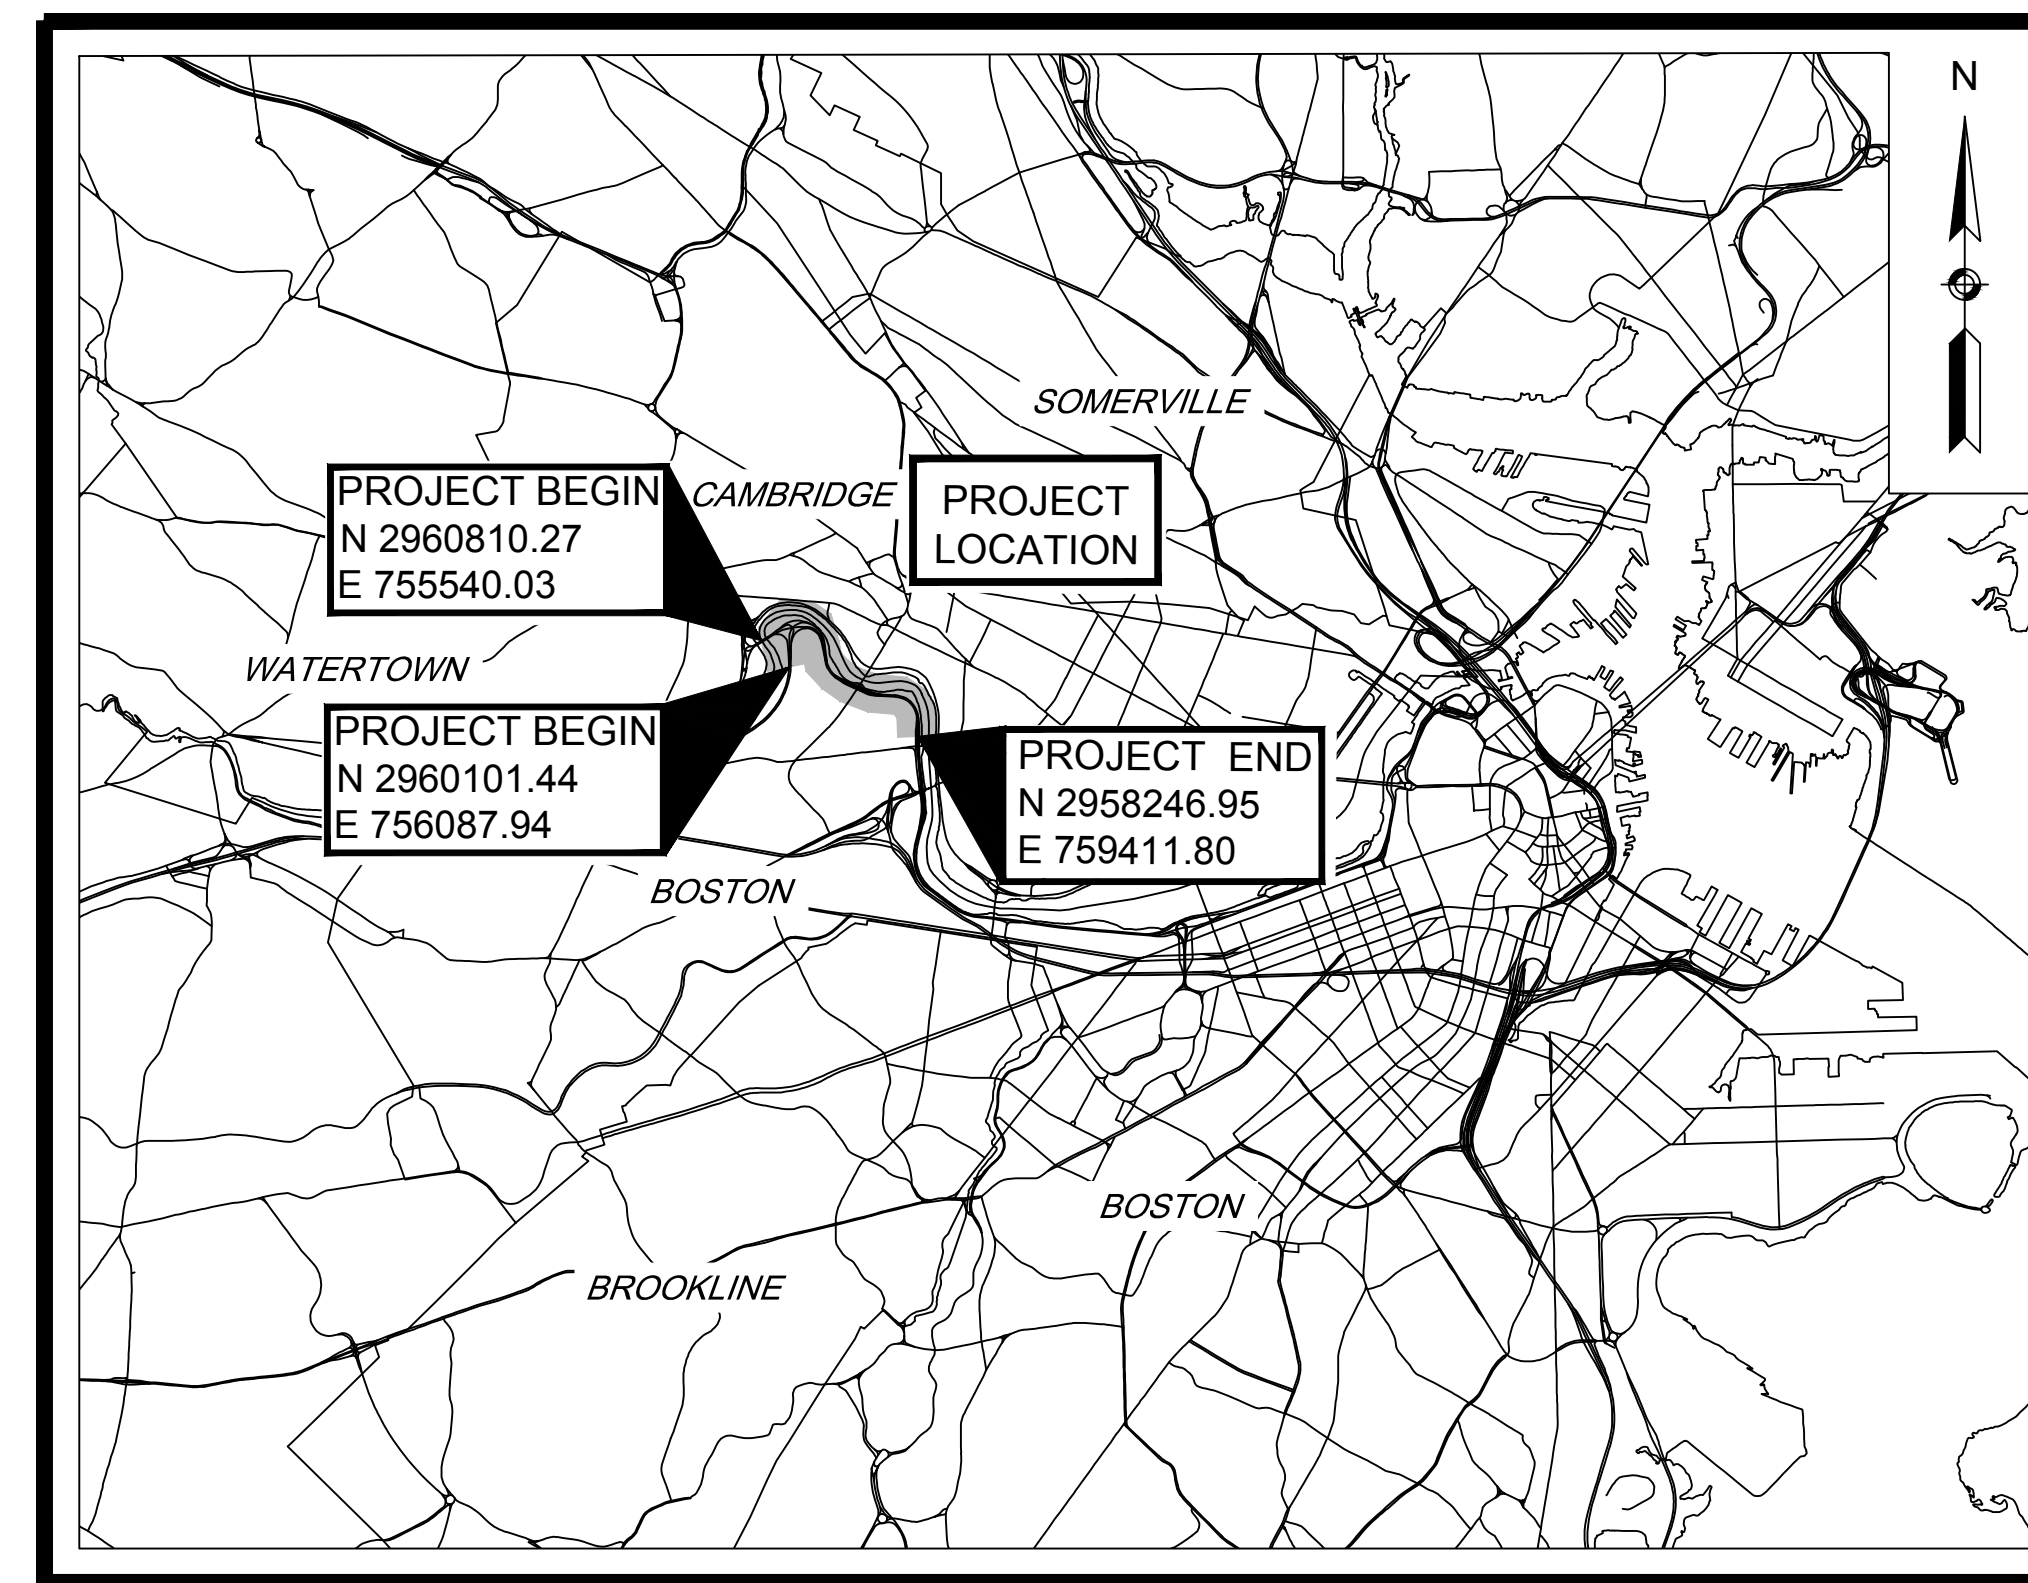 N
SOMERVILLE
PROJECT BEGIN
N 2960810.27
E 755540.03
CAMBRIDGE
PROJECT
LOCATION
WATERTOWN
PROJECT BEGIN
N 2960101.44
E 756087.94
PROJECT END
N 2958246.95
E 759411.80
BOSTON
BOSTON
BROOKLINE